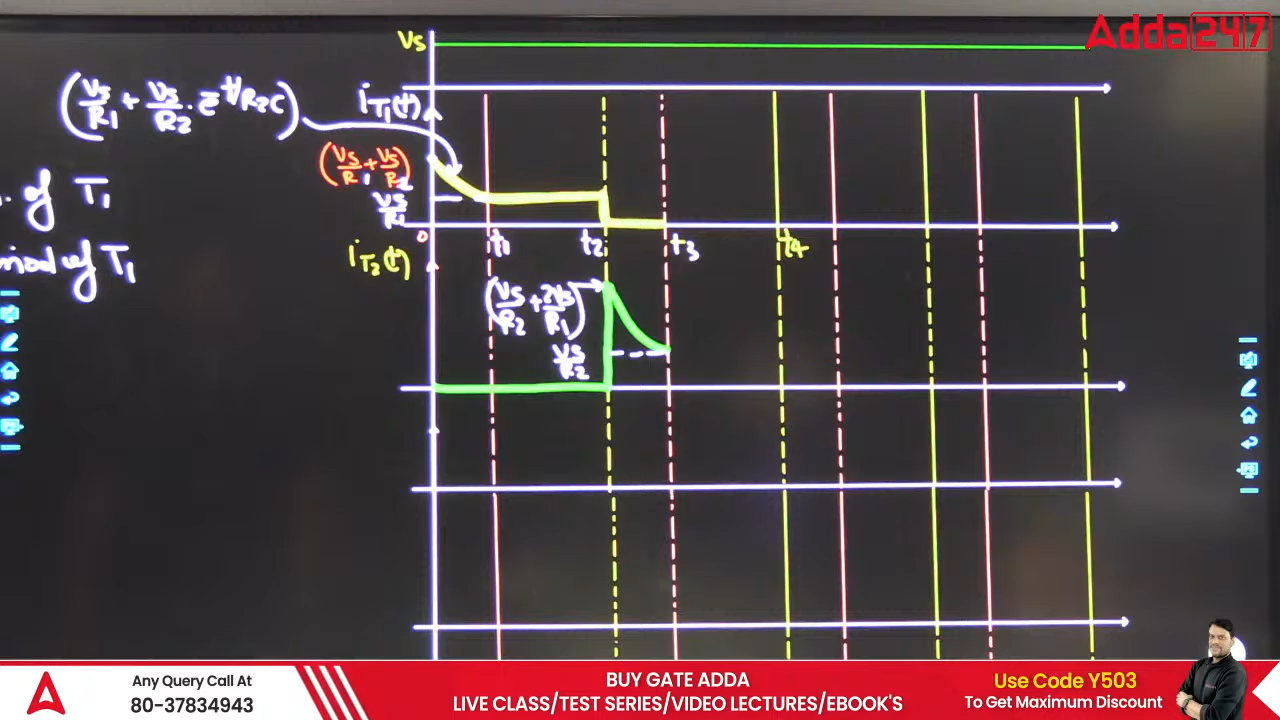 Adda247
Vs
(Vs/R1 + Vs/R2 . e^-t/R2C)
iT1(t)
(Vs/R1 + Vs/R2)
Vs/R1
. of T1
0
t1
t2
t3
t4
iT2(t)
of T1
(Vs/R2 + 2Vs/R1)
Vs/R2
Any Query Call At
80-37834943
BUY GATE ADDA
LIVE CLASS/TEST SERIES/VIDEO LECTURES/EBOOK'S
Use Code Y503
To Get Maximum Discount